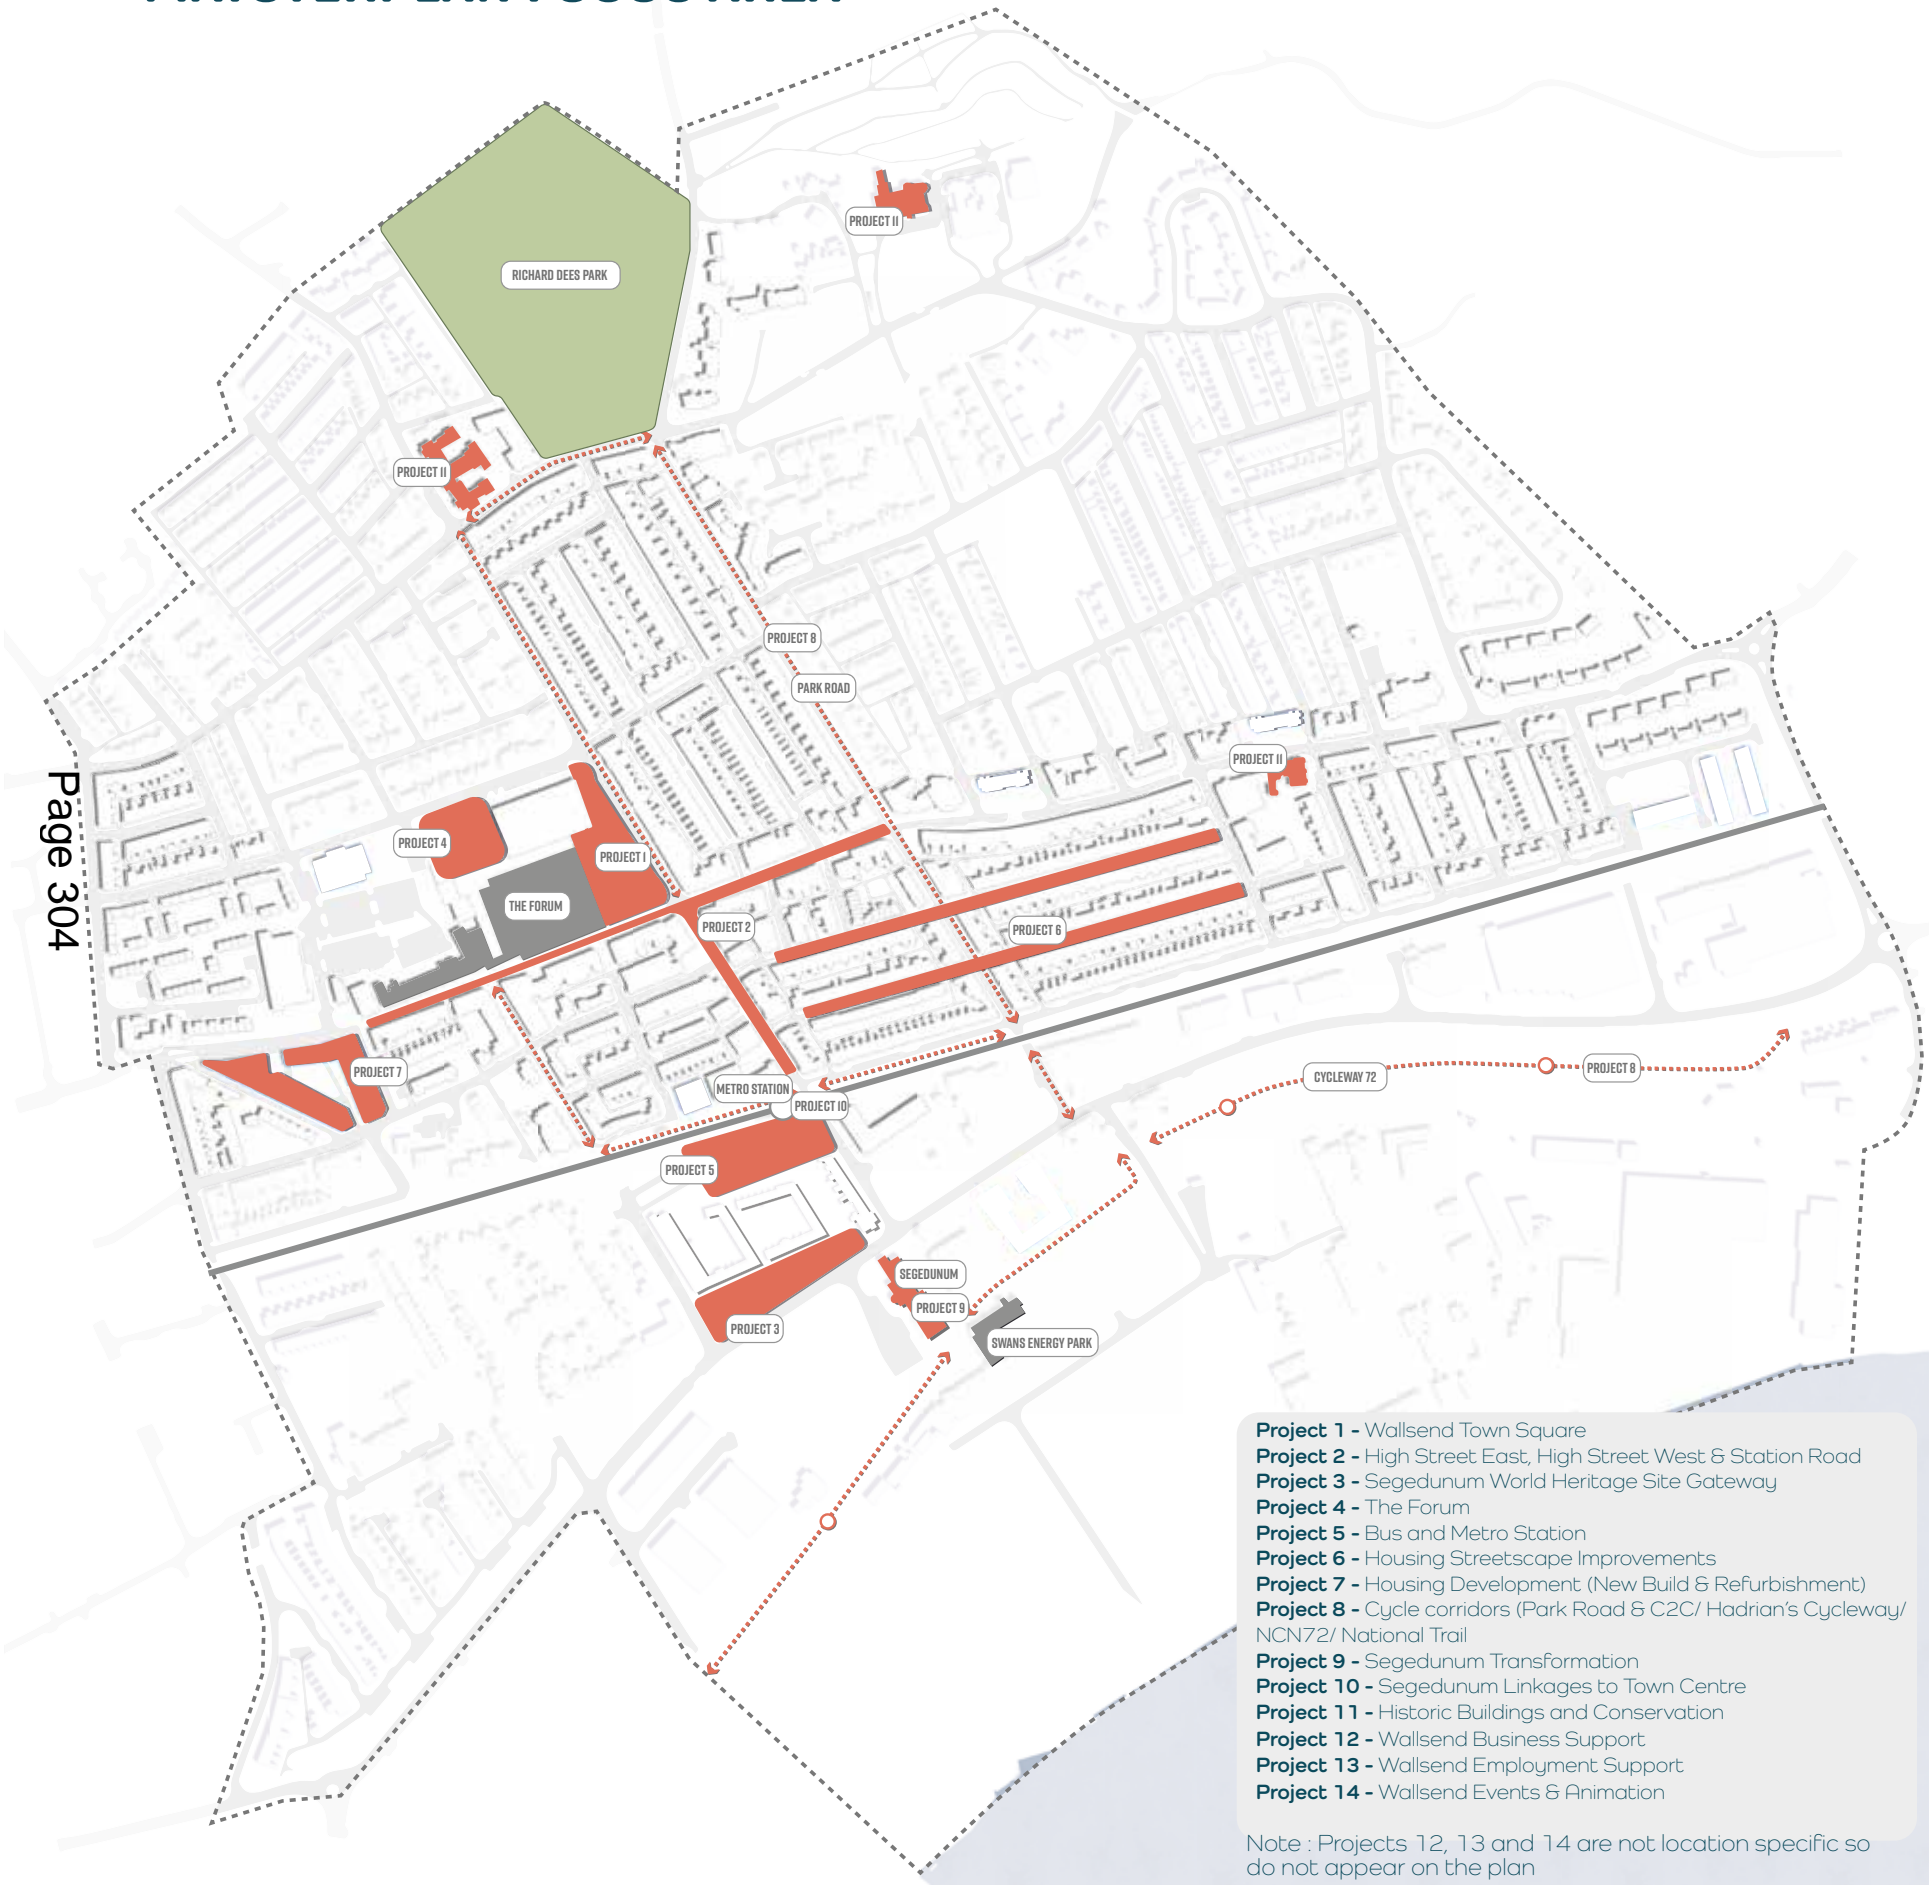 PROJECT 11
RICHARD DEES PARK
PROJECT 11
PROJECT 8
PARK ROAD
PROJECT 11
Page 304
PROJECT 4
PROJECT 1
THE FORUM
PROJECT 2
PROJECT 6
PROJECT 7
METRO STATION
PROJECT 10
CYCLEWAY 72
PROJECT 8
PROJECT 5
SEGEDUNUM
PROJECT 9
PROJECT 3
SWANS ENERGY PARK
Project 1 - Wallsend Town Square
Project 2 - High Street East, High Street West & Station Road
Project 3 - Segedunum World Heritage Site Gateway
Project 4 - The Forum
Project 5 - Bus and Metro Station
Project 6 - Housing Streetscape Improvements
Project 7 - Housing Development (New Build & Refurbishment)
Project 8 - Cycle corridors (Park Road & C2C/ Hadrian's Cycleway/
NCN72/ National Trail
Project 9 - Segedunum Transformation
Project 10 - Segedunum Linkages to Town Centre
Project 11 - Historic Buildings and Conservation
Project 12 - Wallsend Business Support
Project 13 - Wallsend Employment Support
Project 14 - Wallsend Events & Animation
Note : Projects 12, 13 and 14 are not location specific so
do not appear on the plan